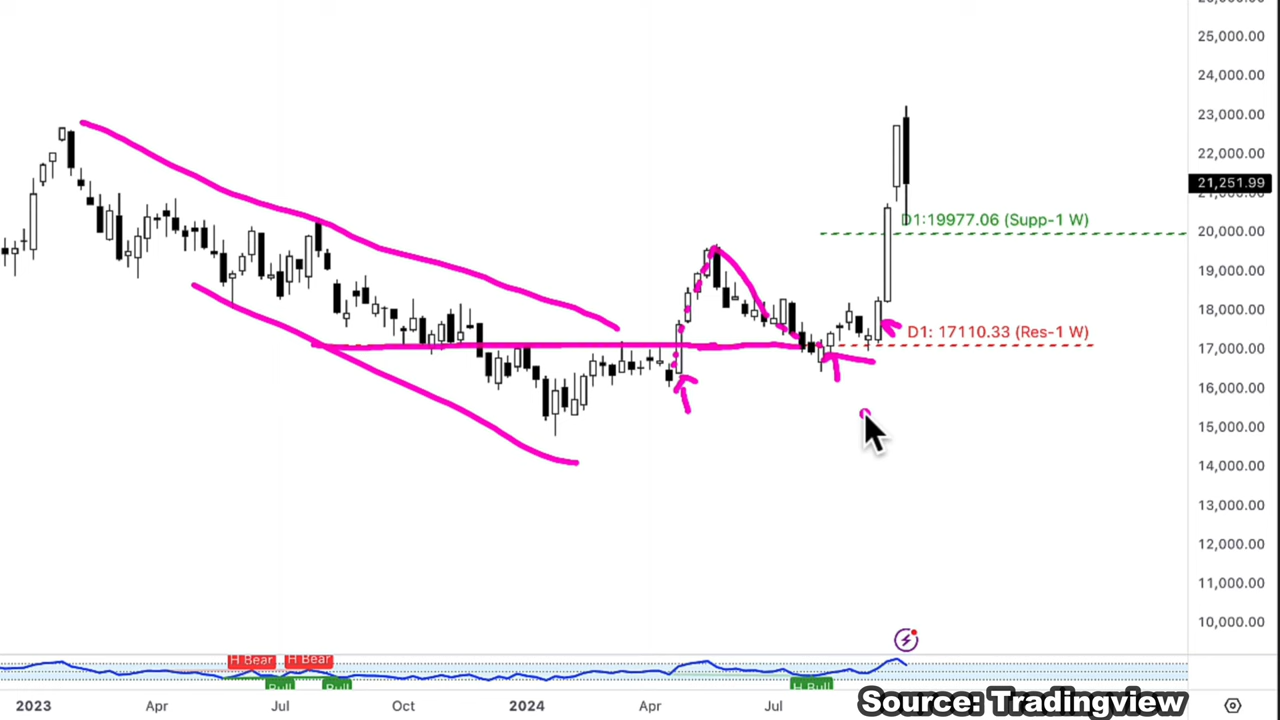 25,000.00
24,000.00
23,000.00
22,000.00
21,251.99
D1:19977.06 (Supp-1 W)
20,000.00
19,000.00
18,000.00
D1: 17110.33 (Res-1 W)
17,000.00
16,000.00
15,000.00
14,000.00
13,000.00
12,000.00
11,000.00
10,000.00
H Bear
H Bear
Bull
Bull
H Bull
2023
Apr
Jul
Oct
2024
Apr
Jul
Source: Tradingview